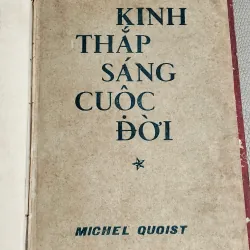 KINH
THẮP
SÁNG
CUỘC
ĐỜI
*
MICHEL QUOIST